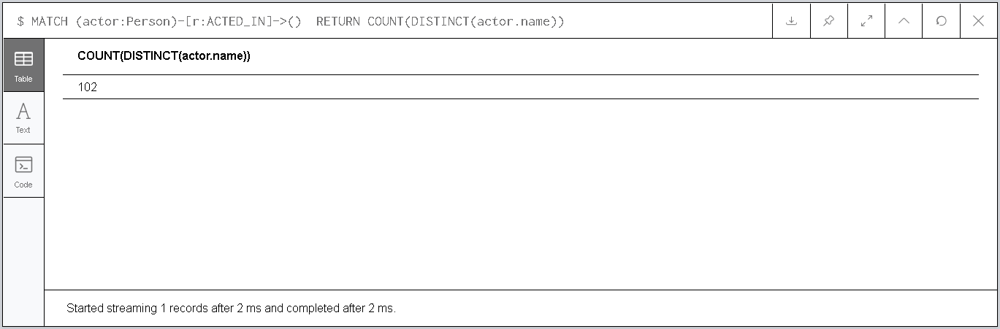 $ MATCH (actor:Person)-[r:ACTED_IN]->()  RETURN COUNT(DISTINCT(actor.name))
Table
Text
Code
COUNT(DISTINCT(actor.name))
102
Started streaming 1 records after 2 ms and completed after 2 ms.